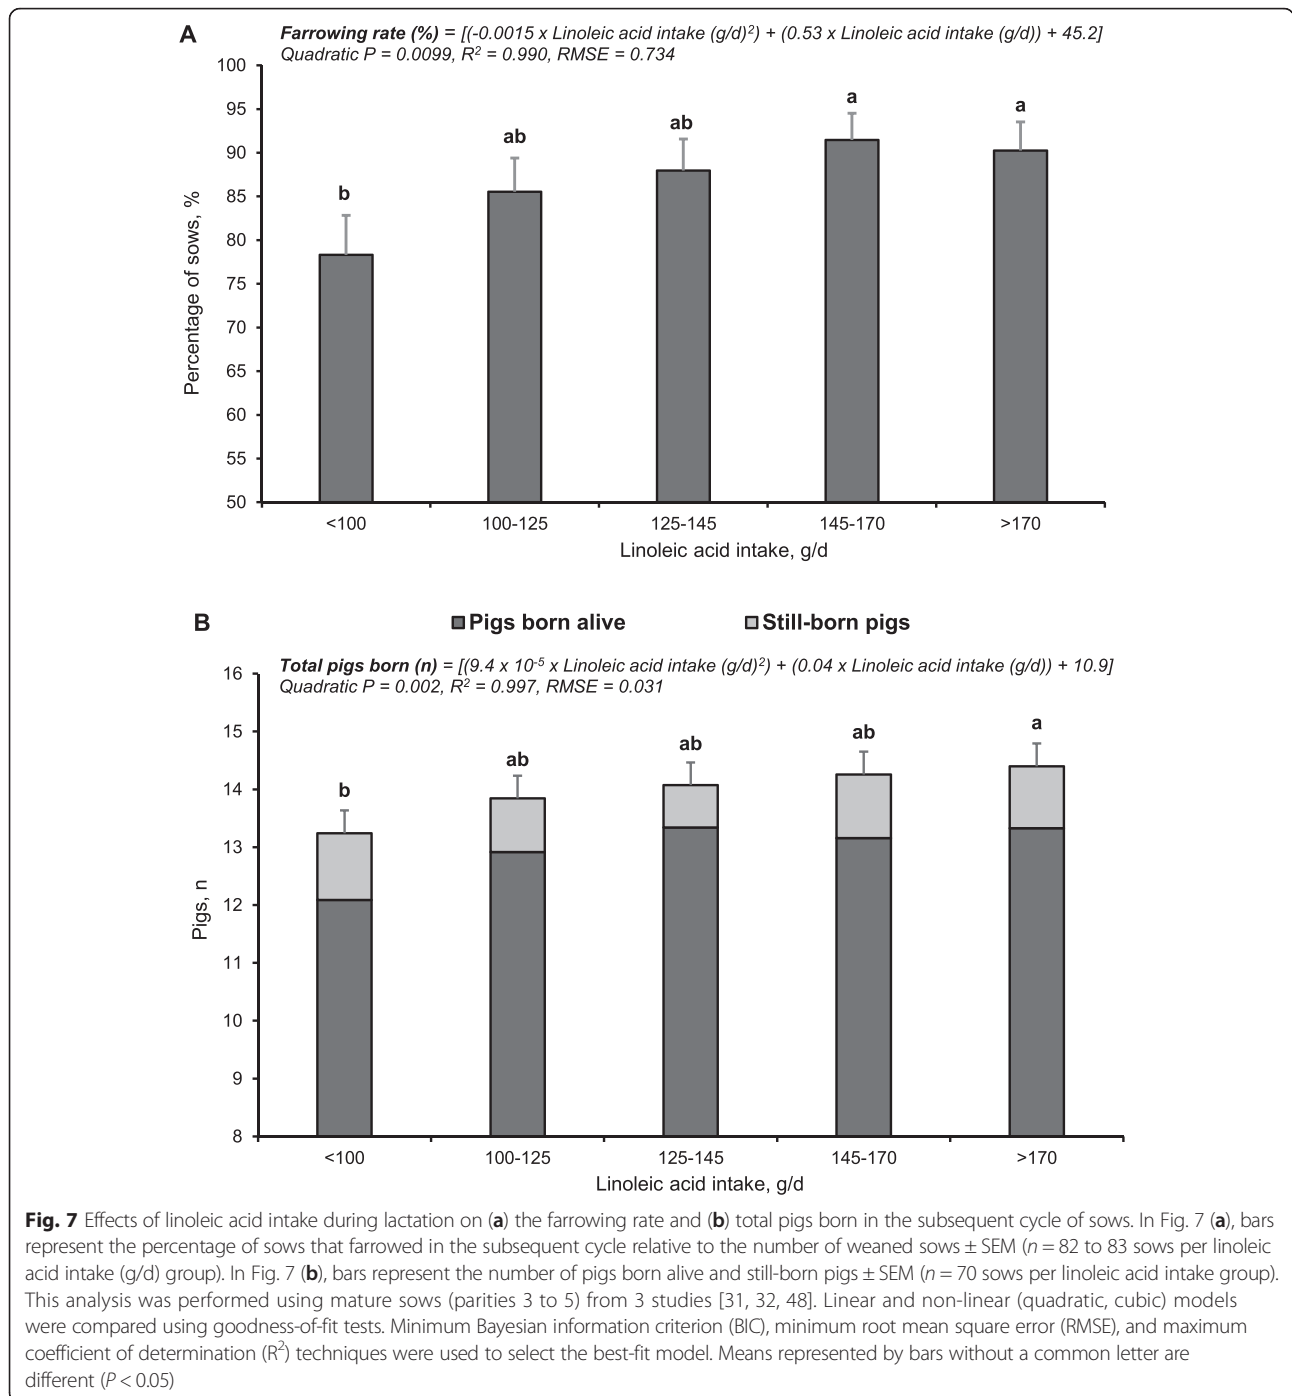 A
Farrowing rate (%) = [(-0.0015 x Linoleic acid intake (g/d)²) + (0.53 x Linoleic acid intake (g/d)) + 45.2]
Quadratic P = 0.0099, R² = 0.990, RMSE = 0.734
Percentage of sows, %
100
95
90
85
80
75
70
65
60
55
50
b
ab
ab
a
a
<100
100-125
125-145
145-170
>170
Linoleic acid intake, g/d
B
Pigs born alive
Still-born pigs
Total pigs born (n) = [(9.4 x 10⁻⁵ x Linoleic acid intake (g/d)²) + (0.04 x Linoleic acid intake (g/d)) + 10.9]
Quadratic P = 0.002, R² = 0.997, RMSE = 0.031
Pigs, n
16
15
14
13
12
11
10
9
8
b
ab
ab
ab
a
<100
100-125
125-145
145-170
>170
Linoleic acid intake, g/d
Fig. 7 Effects of linoleic acid intake during lactation on (a) the farrowing rate and (b) total pigs born in the subsequent cycle of sows. In Fig. 7 (a), bars
represent the percentage of sows that farrowed in the subsequent cycle relative to the number of weaned sows ± SEM (n = 82 to 83 sows per linoleic
acid intake (g/d) group). In Fig. 7 (b), bars represent the number of pigs born alive and still-born pigs ± SEM (n = 70 sows per linoleic acid intake group).
This analysis was performed using mature sows (parities 3 to 5) from 3 studies [31, 32, 48]. Linear and non-linear (quadratic, cubic) models
were compared using goodness-of-fit tests. Minimum Bayesian information criterion (BIC), minimum root mean square error (RMSE), and maximum
coefficient of determination (R²) techniques were used to select the best-fit model. Means represented by bars without a common letter are
different (P < 0.05)